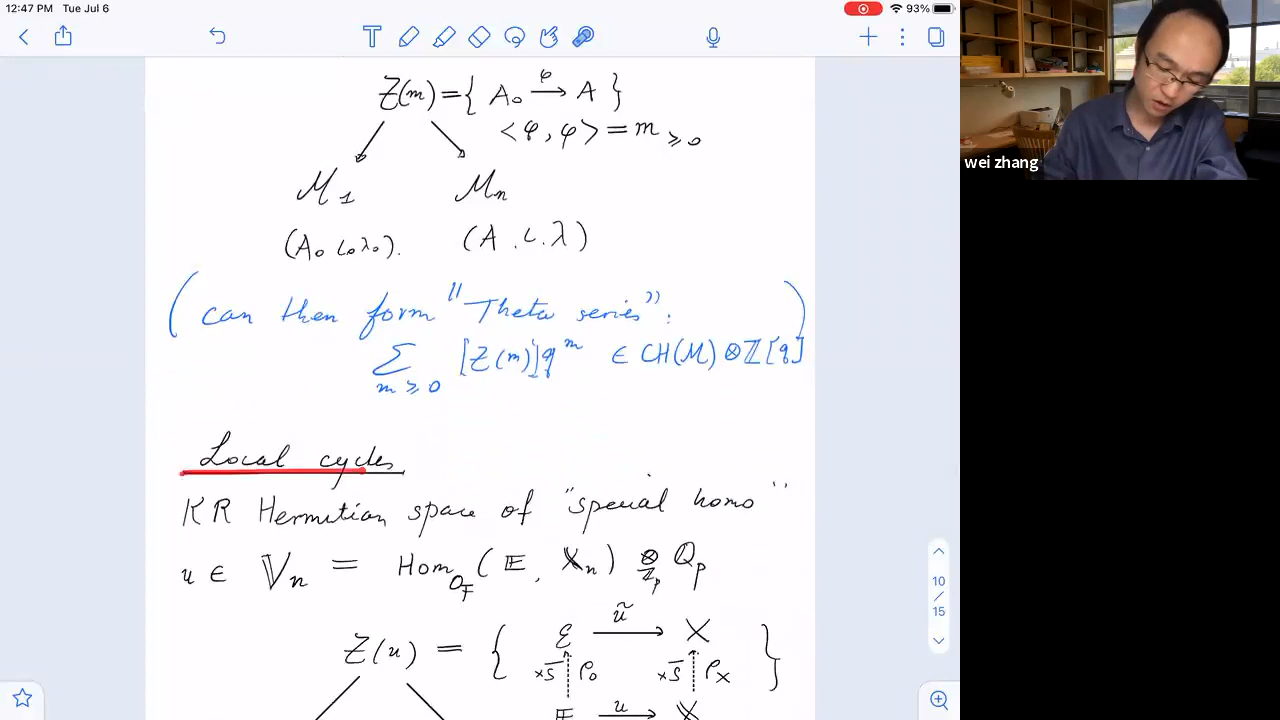 12:47 PM Tue Jul 6
93%
wei zhang
Z(m) = { A₀ →^φ A }
<φ, φ> = m ≥ 0
M₁ Mₙ
(A₀ ι₀ λ₀). (A . ι . λ)
(can then form "Theta series":
∑_{m ≥ 0} [Z(m)] q^m ∈ CH(M) ⊗ Z[q])
Local cycles
KR Hermitian space of "special homo"
u ∈ 𝕍ₙ = Hom_{O_F} (𝔼, 𝕏ₙ) ⊗_{ℤ_p} ℚ_p
Z(u) = { ℰ →^ũ X }
×S̄ ρ₀ ×S̄ ρ_X
𝔼 →^u 𝕏
10
/
15